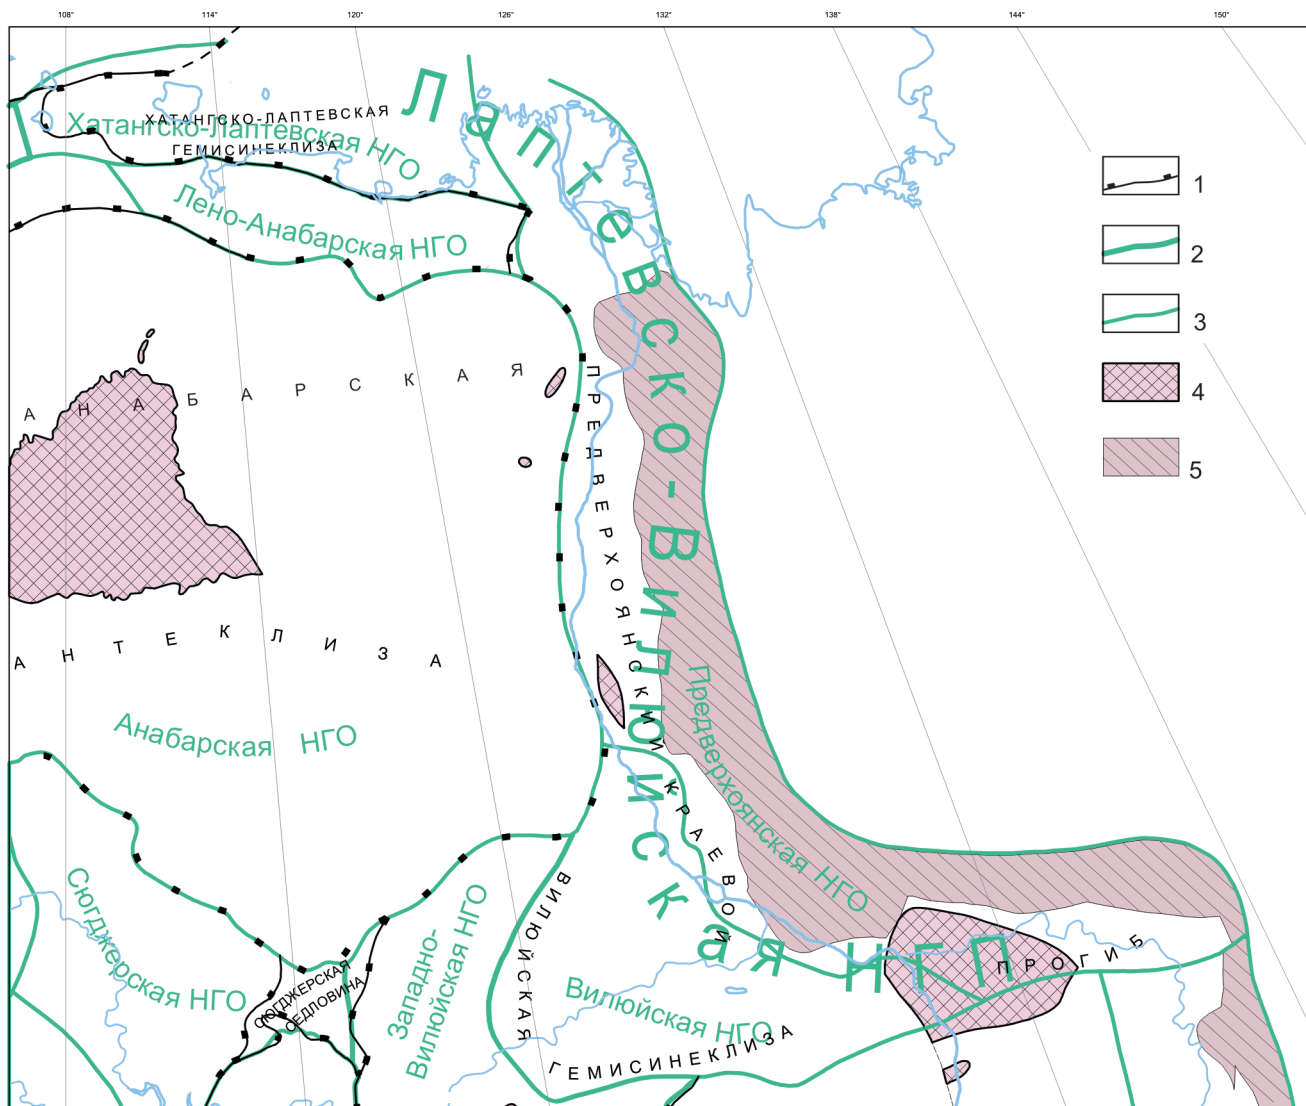 108°
114°
120°
126°
132°
138°
144°
150°
ХАТАНГСКО-ЛАПТЕВСКАЯ
Хатангско-Лаптевская НГО
ГЕМИСИНЕКЛИЗА
Лено-Анабарская НГО
Лаптевско-Вилюйская НГП
АНАБАРСКАЯ
АНТЕКЛИЗА
Анабарская НГО
ПРЕДВЕРХОЯНСКИЙ КРАЕВОЙ ПРОГИБ
Предверхоянская НГО
Сюгджерская НГО
СЮГДЖЕРСКАЯ
СЕДЛОВИНА
Западно-
Вилюйская НГО
ВИЛЮЙСКАЯ
Вилюйская НГО
ГЕМИСИНЕКЛИЗА
1
2
3
4
5